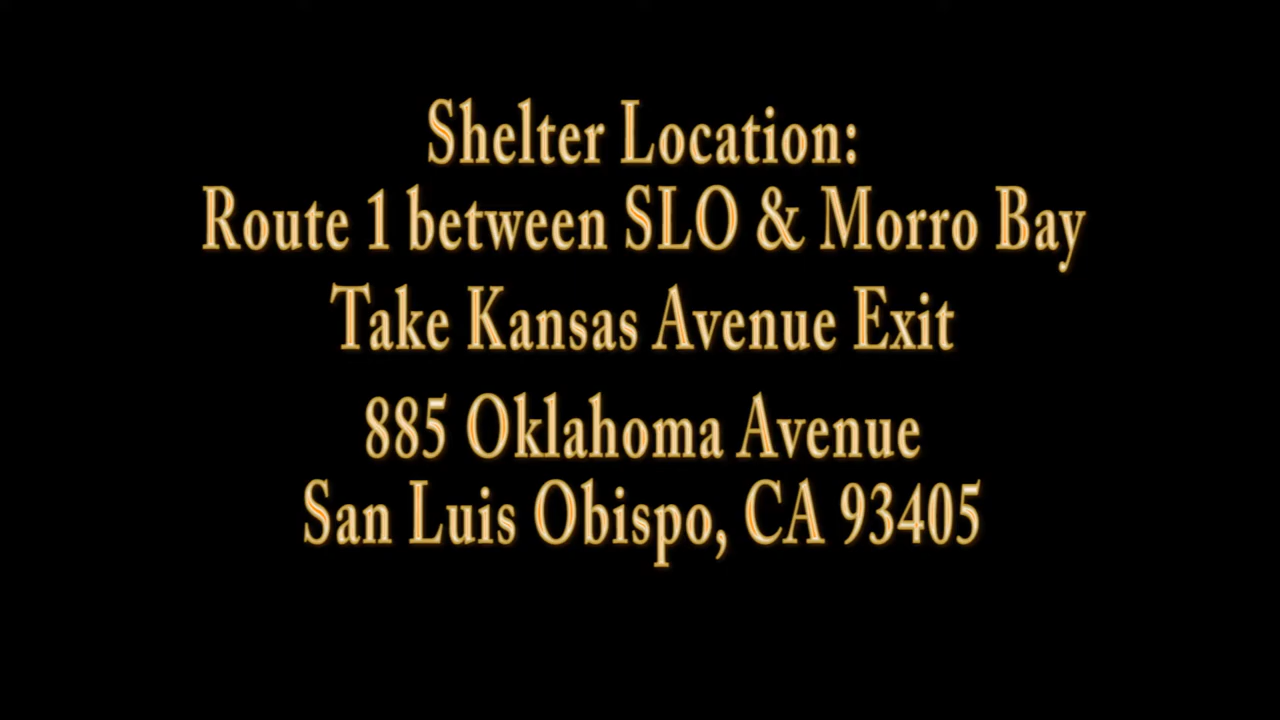 Shelter Location:
Route 1 between SLO & Morro Bay
Take Kansas Avenue Exit
885 Oklahoma Avenue
San Luis Obispo, CA 93405